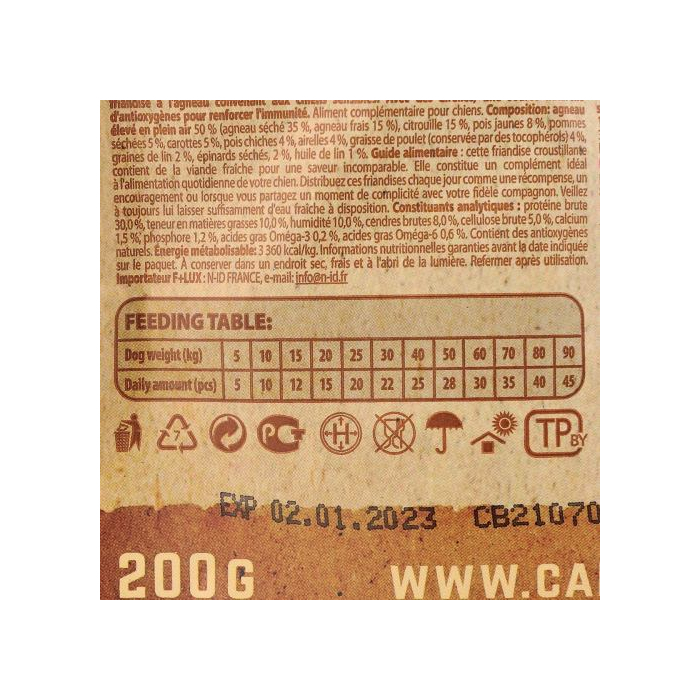 friandise à l'agneau convenant aux chiens
d'antioxygènes pour renforcer l'immunité. Aliment complémentaire pour chiens. Composition: agneau
élevé en plein air 50 % (agneau séché 35 %, agneau frais 15 %), citrouille 15 %, pois jaunes 8 %, pommes
séchées 5 %, carottes 5 %, pois chiches 4 %, airelles 4 %, graisse de poulet (conservée par des tocophérols) 4 %,
graines de lin 2 %, épinards séchés, 2 %, huile de lin 1 %. Guide alimentaire : cette friandise croustillante
contient de la viande fraîche pour une saveur incomparable. Elle constitue un complément idéal
à l'alimentation quotidienne de votre chien. Distribuez ces friandises chaque jour comme une récompense, un
encouragement ou lorsque vous partagez un moment de complicité avec votre fidèle compagnon. Veillez
à toujours lui laisser suffisamment d'eau fraîche à disposition. Constituants analytiques : protéine brute
30,0 %, teneur en matières grasses 10,0 %, humidité 10,0 %, cendres brutes 8,0 %, cellulose brute 5,0 %, calcium
1,5 %, phosphore 1,2 %, acides gras Oméga-3 0,2 %, acides gras Oméga-6 0,6 %. Contient des antioxygènes
naturels. Énergie métabolisable: 3 360 kcal/kg. Informations nutritionnelles garanties avant la date indiquée
sur le paquet. À conserver dans un endroit sec, frais et à l'abri de la lumière. Refermer après utilisation.
Importateur F+LUX : N-ID FRANCE, e-mail: info@n-id.fr
FEEDING TABLE:
Dog weight (kg) 5 10 15 20 25 30 40 50 60 70 80 90
Daily amount (pcs) 5 10 12 15 20 22 25 28 30 35 40 45
7 PCT H TP BY
EXP 02.01.2023 CB21070
200G WWW.CA